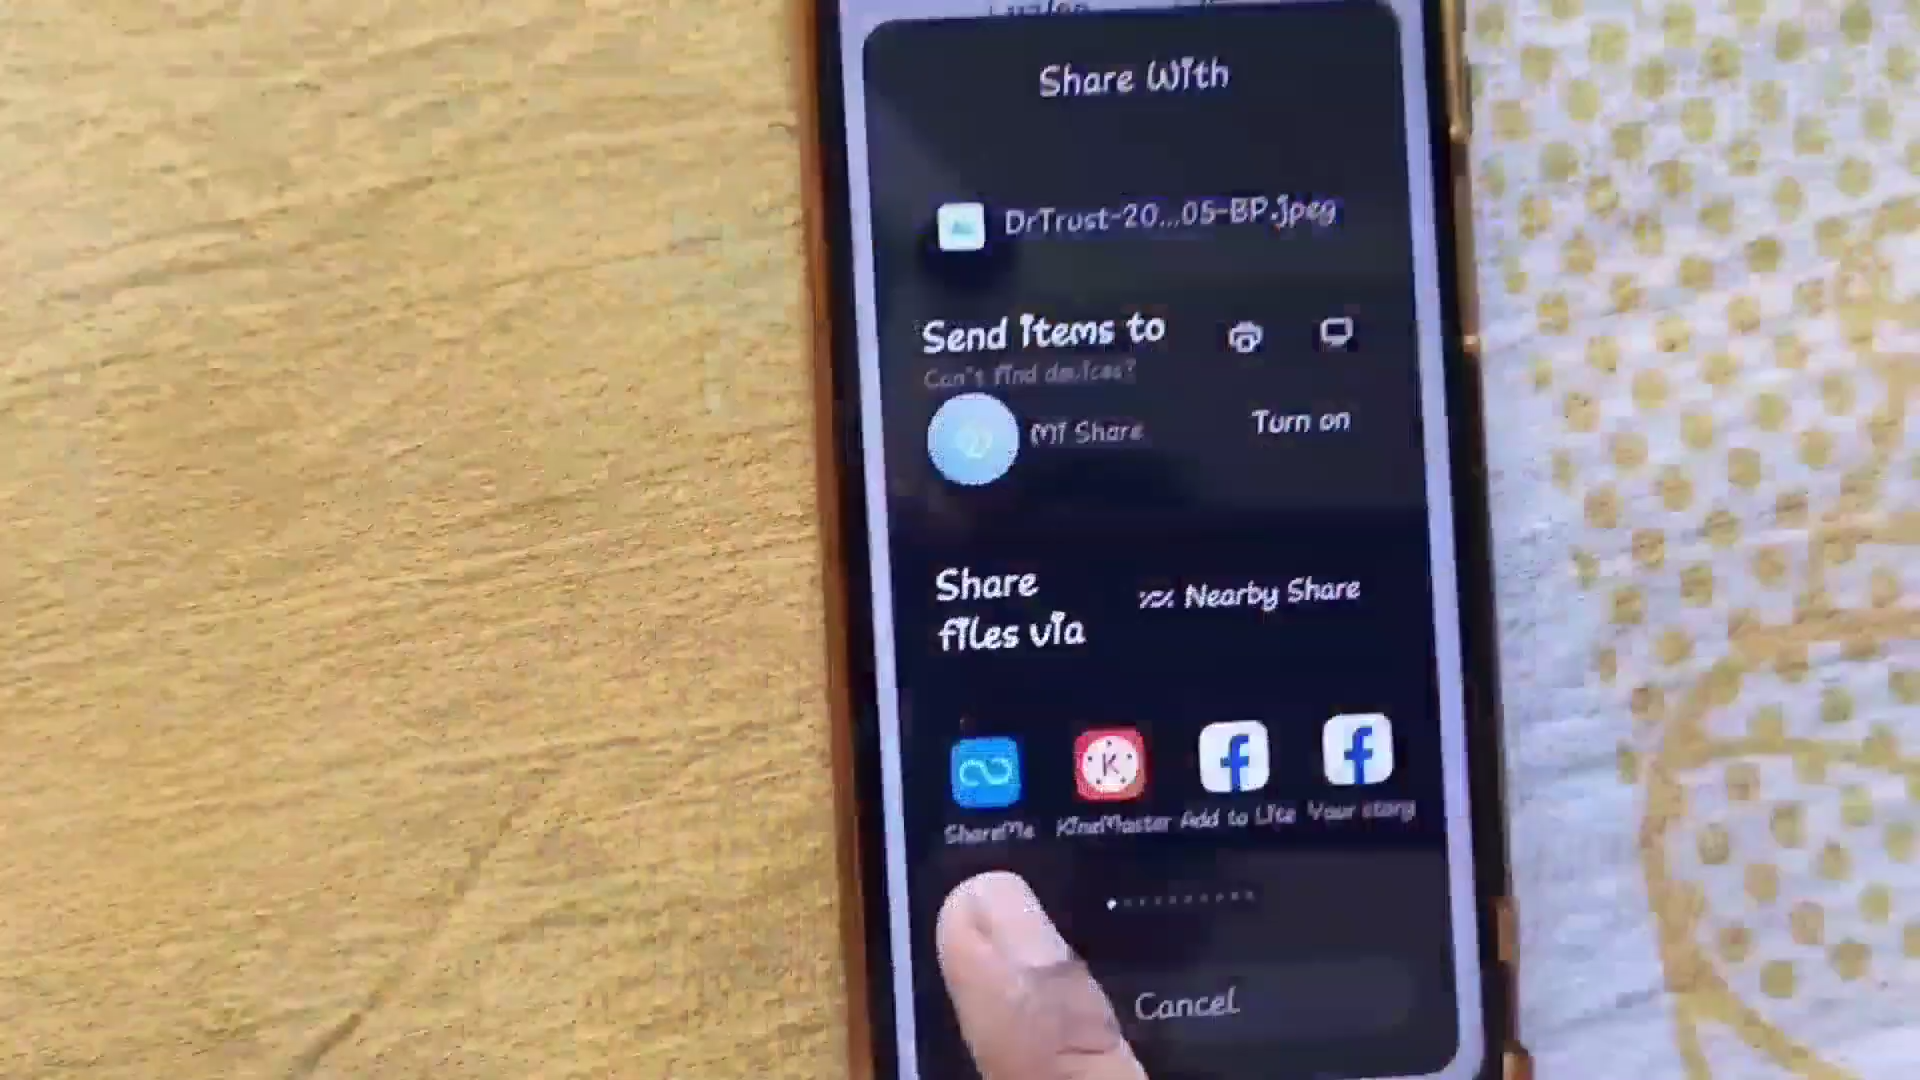 Share With
DrTrust-20...05-BP.jpeg
Send items to
Can't find devices?
Mi Share
Turn on
Share
files via
Nearby Share
ShareMe
KineMaster
Add to Lite
Your story
Cancel